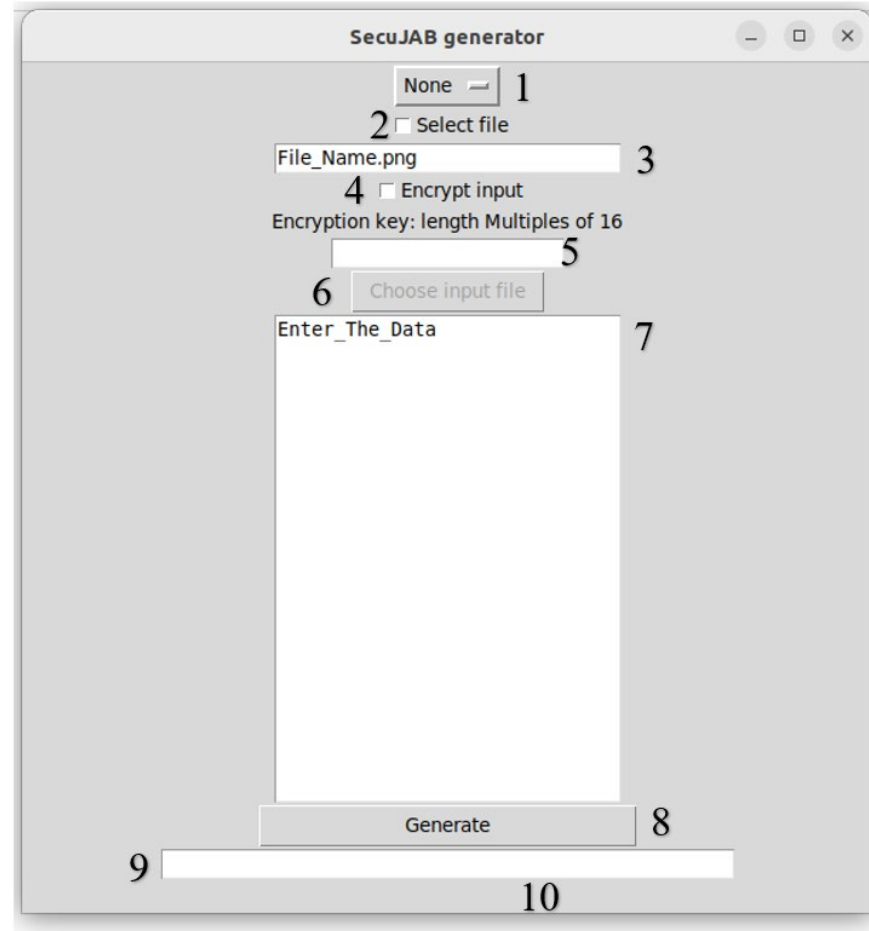 SecuJAB generator
None 1
2 Select file
File_Name.png 3
4 Encrypt input
Encryption key: length Multiples of 16
5
6 Choose input file
Enter_The_Data 7
Generate 8
9
10